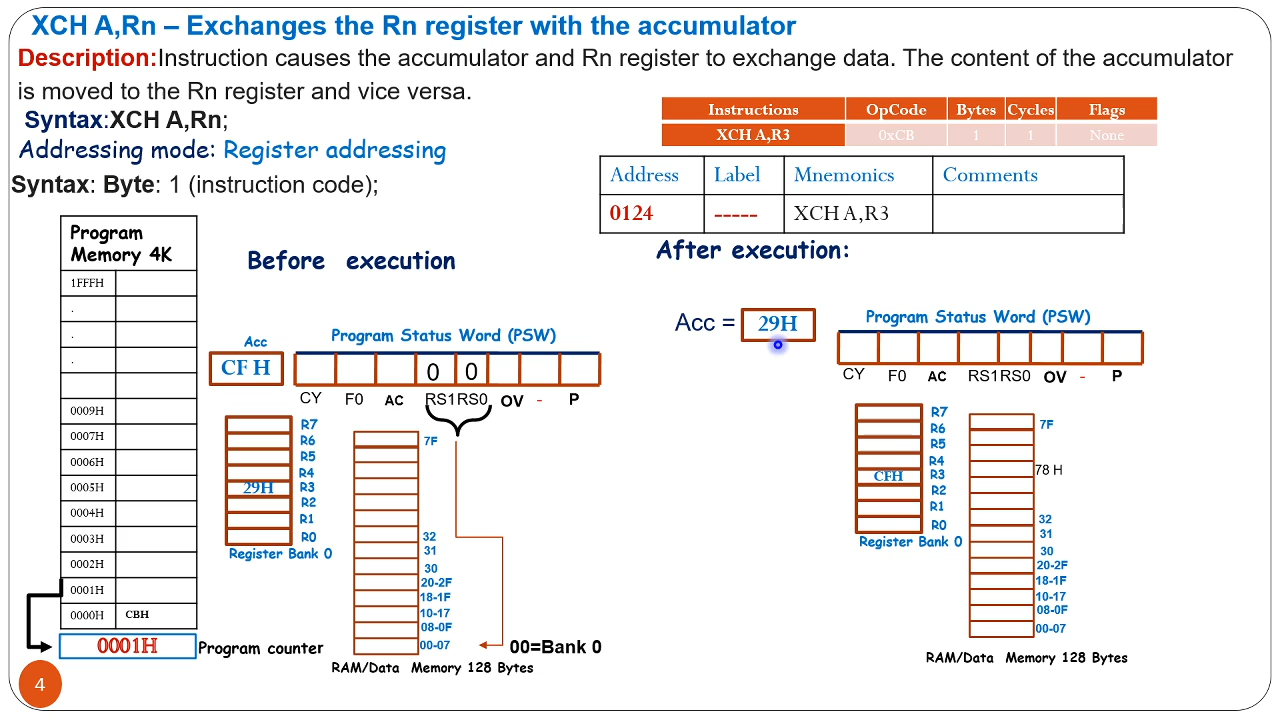 XCH A,Rn – Exchanges the Rn register with the accumulator
Description:Instruction causes the accumulator and Rn register to exchange data. The content of the accumulator
is moved to the Rn register and vice versa.
Syntax:XCH A,Rn;
Addressing mode: Register addressing
Syntax: Byte: 1 (instruction code);
Instructions OpCode Bytes Cycles Flags
XCH A,R3 0xCB 1 1 None
Address Label Mnemonics Comments
0124 ----- XCH A,R3
Program
Memory 4K
1FFFH
.
.
.
0009H
0007H
0006H
0005H
0004H
0003H
0002H
0001H
0000H CBH
0001H Program counter
4
Before execution
Program Status Word (PSW)
Acc
CF H
0 0
CY F0 AC RS1RS0 OV - P
R7
R6
R5
R4
29H R3
R2
R1
R0
Register Bank 0
7F
32
31
30
20-2F
18-1F
10-17
08-0F
00-07
00=Bank 0
RAM/Data Memory 128 Bytes
After execution:
Acc = 29H
Program Status Word (PSW)
CY F0 AC RS1RS0 OV - P
R7
R6
R5
R4
CFH R3
R2
R1
R0
Register Bank 0
7F
78 H
32
31
30
20-2F
18-1F
10-17
08-0F
00-07
RAM/Data Memory 128 Bytes